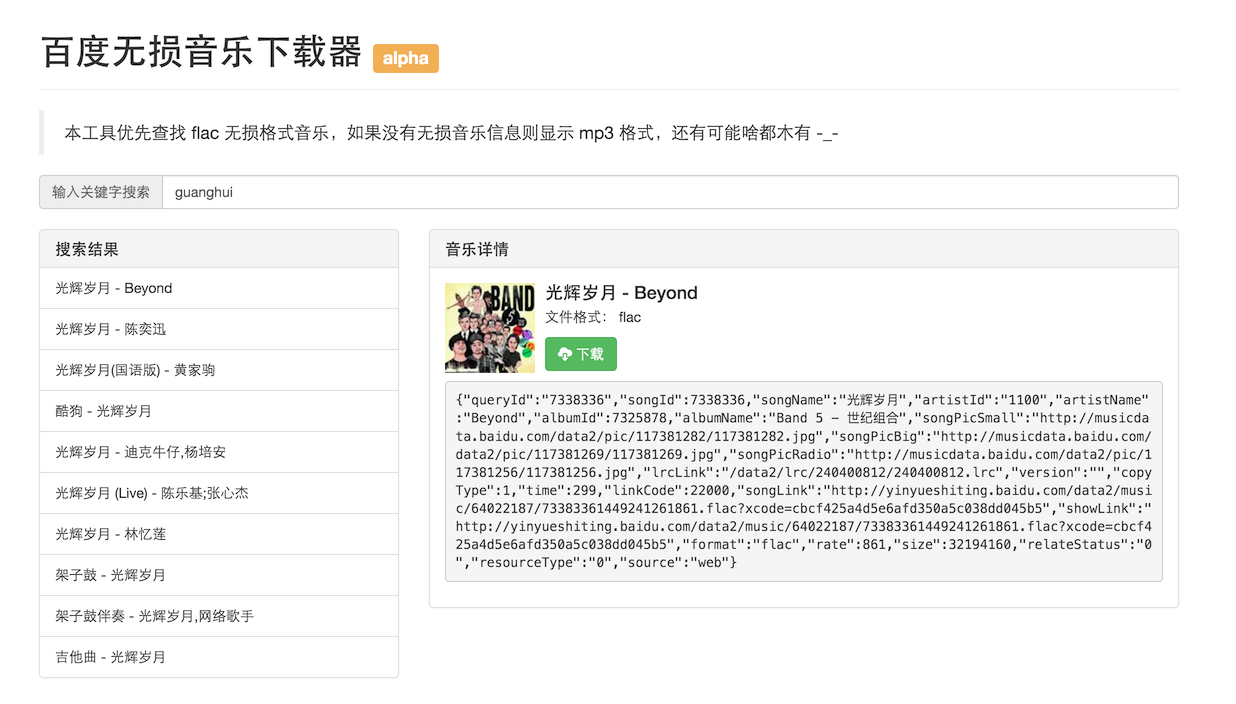 百度无损音乐下载器 alpha
本工具优先查找 flac 无损格式音乐，如果没有无损音乐信息则显示 mp3 格式，还有可能啥都木有 -_-
输入关键字搜索 guanghui
搜索结果
光辉岁月 - Beyond
光辉岁月 - 陈奕迅
光辉岁月(国语版) - 黄家驹
酷狗 - 光辉岁月
光辉岁月 - 迪克牛仔,杨培安
光辉岁月 (Live) - 陈乐基;张心杰
光辉岁月 - 林忆莲
架子鼓 - 光辉岁月
架子鼓伴奏 - 光辉岁月,网络歌手
吉他曲 - 光辉岁月
音乐详情
BAND
5
光辉岁月 - Beyond
文件格式： flac
下载
{"queryId":"7338336","songId":7338336,"songName":"光辉岁月","artistId":"1100","artistName"
:"Beyond","albumId":7325878,"albumName":"Band 5 - 世纪组合","songPicSmall":"http://musicda
ta.baidu.com/data2/pic/117381282/117381282.jpg","songPicBig":"http://musicdata.baidu.com/
data2/pic/117381269/117381269.jpg","songPicRadio":"http://musicdata.baidu.com/data2/pic/1
17381256/117381256.jpg","lrcLink":"/data2/lrc/240400812/240400812.lrc","version":"","copy
Type":1,"time":299,"linkCode":22000,"songLink":"http://yinyueshiting.baidu.com/data2/musi
c/64022187/73383361449241261861.flac?xcode=cbcf425a4d5e6afd350a5c038dd045b5","showLink":"
http://yinyueshiting.baidu.com/data2/music/64022187/73383361449241261861.flac?xcode=cbcf4
25a4d5e6afd350a5c038dd045b5","format":"flac","rate":861,"size":32194160,"relateStatus":"0
","resourceType":"0","source":"web"}